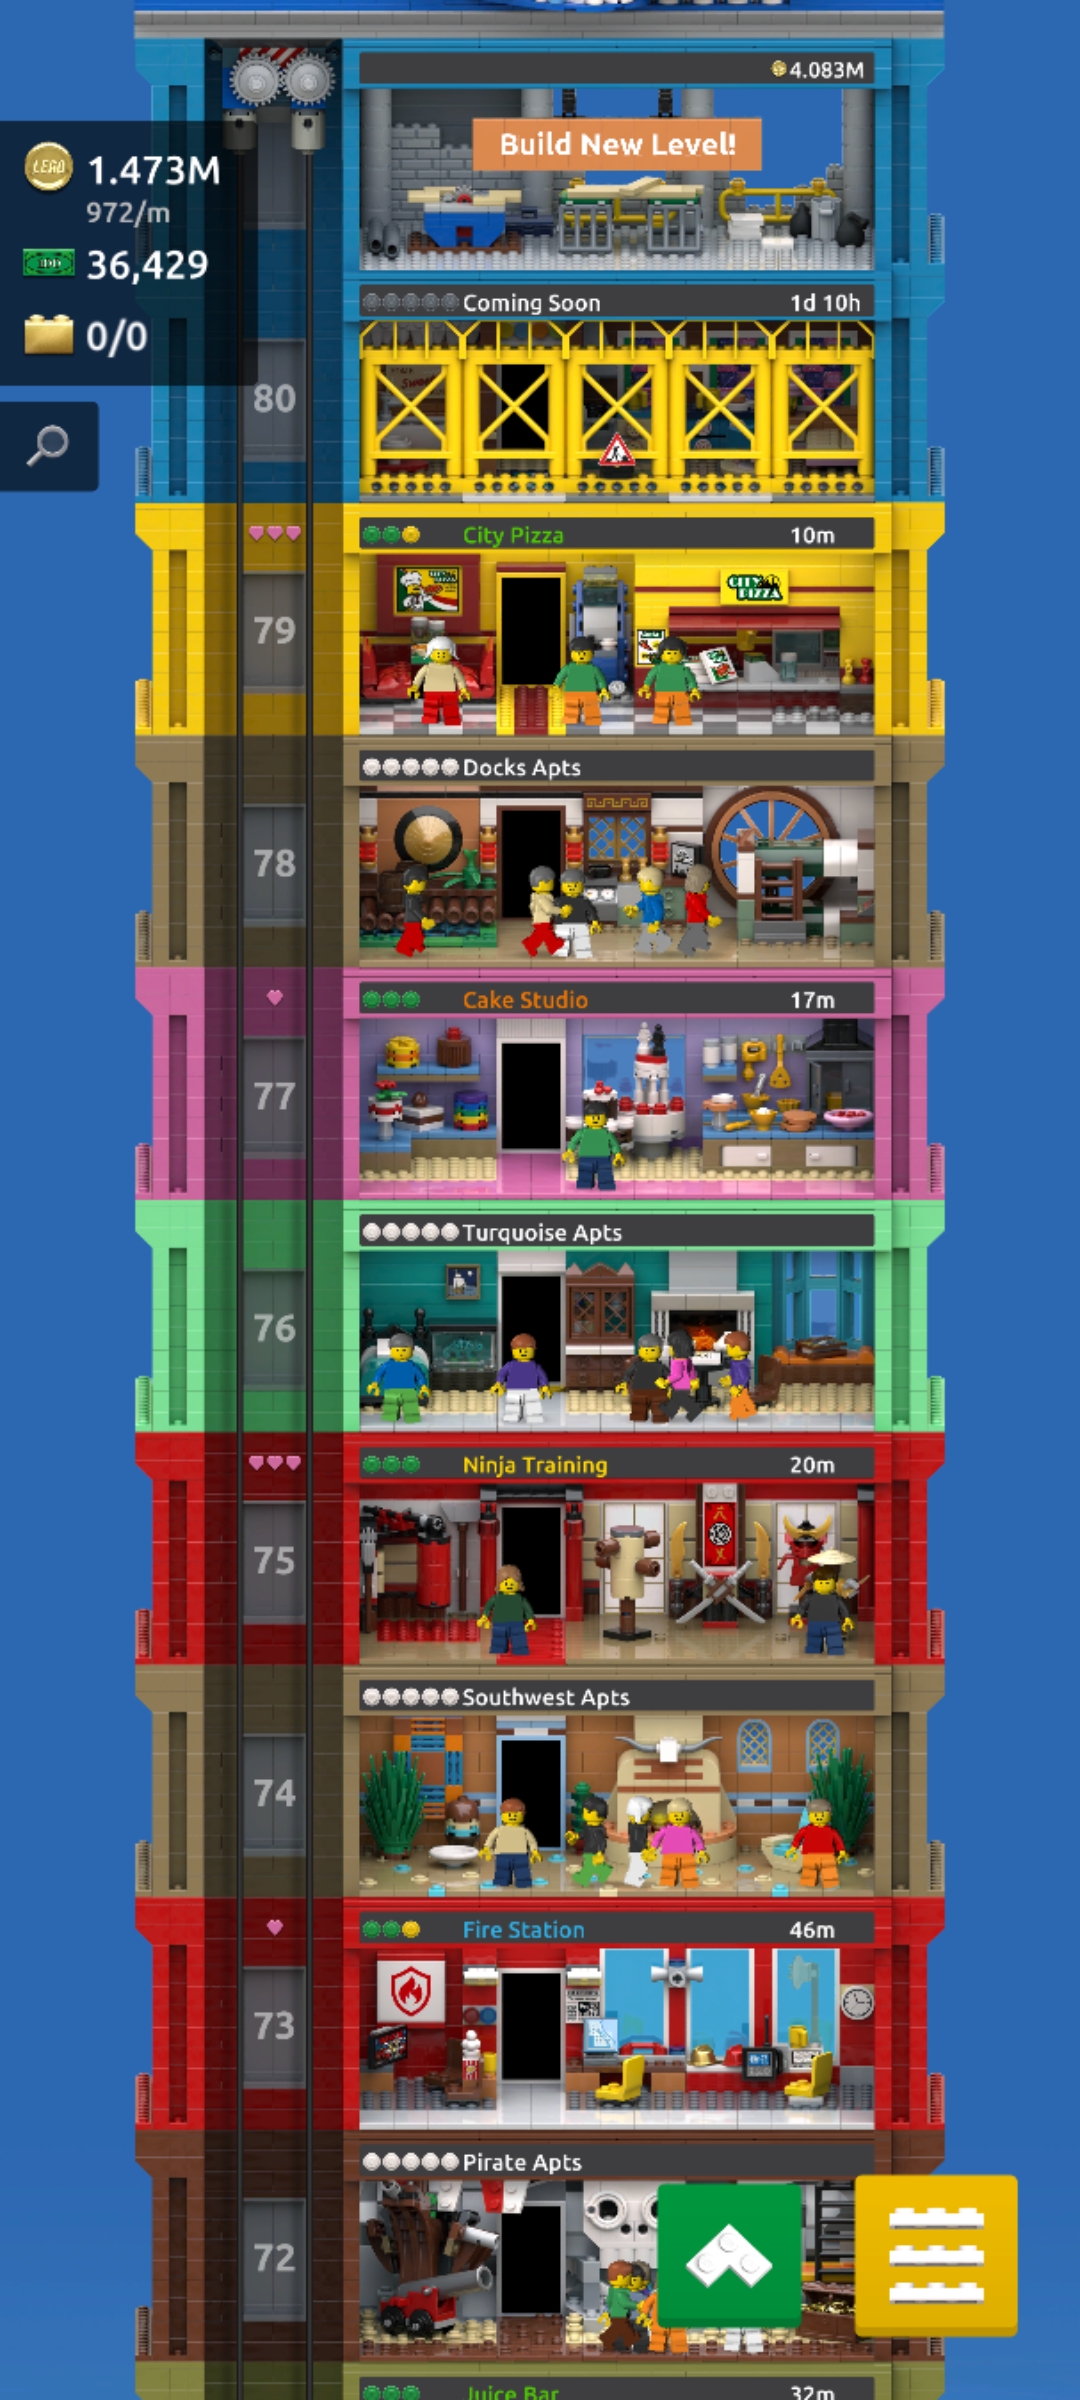 4.083M
Build New Level!
LEGO
1.473M
972/m
36,429
0/0
Coming Soon
1d 10h
80
City Pizza
10m
CITY
PIZZA
79
Docks Apts
78
Cake Studio
17m
77
Turquoise Apts
76
Ninja Training
20m
75
Southwest Apts
74
Fire Station
46m
73
Pirate Apts
72
Juice Bar
32m